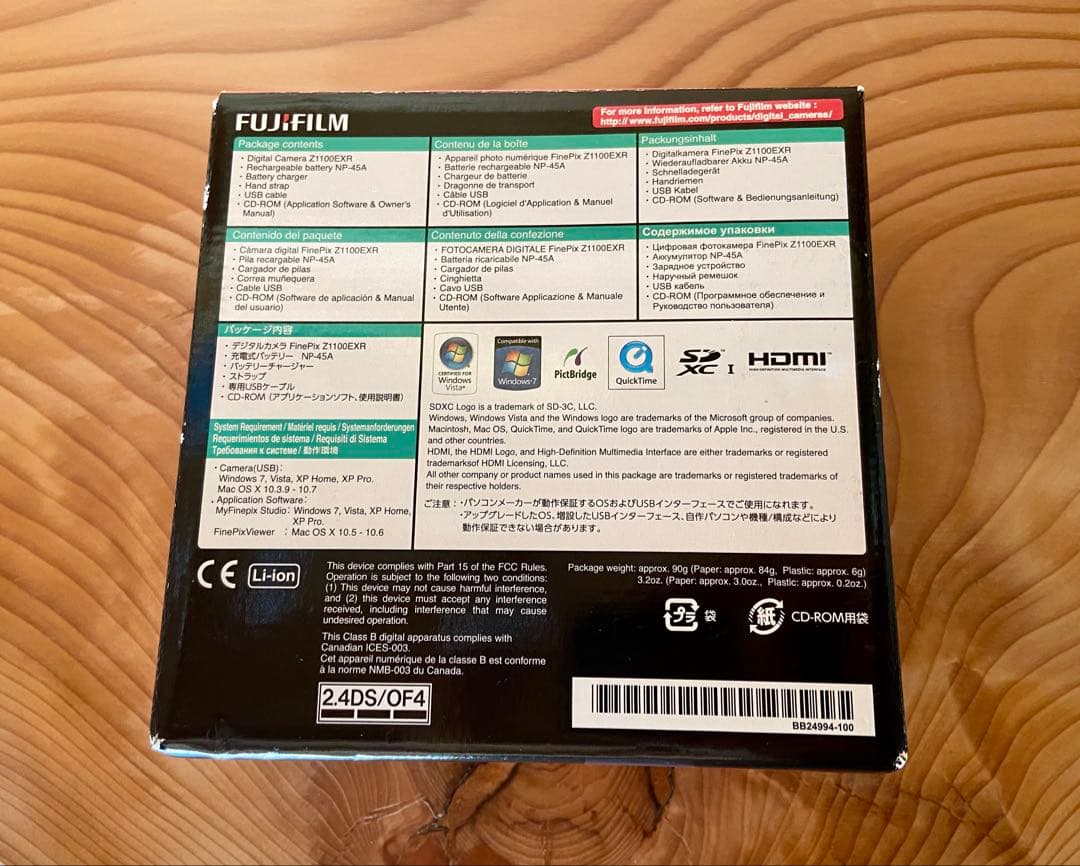 FUJIFILM
For more information, refer to Fujifilm website :
http://www.fujifilm.com/products/digital_cameras/
Package contents
・Digital Camera Z1100EXR
・Rechargeable battery NP-45A
・Battery charger
・Hand strap
・USB cable
・CD-ROM (Application Software & Owner's
Manual)
Contenu de la boîte
・Appareil photo numérique FinePix Z1100EXR
・Batterie rechargeable NP-45A
・Chargeur de batterie
・Dragonne de transport
・Câble USB
・CD-ROM (Logiciel d'Application & Manuel
d'Utilisation)
Packungsinhalt
・Digitalkamera FinePix Z1100EXR
・Wiederaufladbarer Akku NP-45A
・Schnelladegerät
・Handriemen
・USB Kabel
・CD-ROM (Software & Bedienungsanleitung)
Contenido del paquete
・Cámara digital FinePix Z1100EXR
・Pila recargable NP-45A
・Cargador de pilas
・Correa muñequera
・Cable USB
・CD-ROM (Software de aplicación & Manual
del usuario)
Contenuto della confezione
・FOTOCAMERA DIGITALE FinePix Z1100EXR
・Batteria ricaricabile NP-45A
・Cargador de pilas
・Cinghietta
・Cavo USB
・CD-ROM (Software Applicazione & Manuale
Utente)
Содержимое упаковки
・Цифровая фотокамера FinePix Z1100EXR
・Аккумулятор NP-45A
・Зарядное устройство
・Наручный ремешок
・USB кабель
・CD-ROM (Программное обеспечение и
Руководство пользователя)
パッケージ内容
・デジタルカメラ FinePix Z1100EXR
・充電式バッテリー NP-45A
・バッテリーチャージャー
・ストラップ
・専用USBケーブル
・CD-ROM (アプリケーションソフト、使用説明書)
System Requirement / Matériel requis / Systemanforderungen
Requerimientos de sistema / Requisiti di Sistema
Требования к системе / 動作環境
・Camera(USB):
Windows 7, Vista, XP Home, XP Pro.
Mac OS X 10.3.9 - 10.7
・Application Software:
MyFinepix Studio: Windows 7, Vista, XP Home,
XP Pro.
FinePixViewer : Mac OS X 10.5 - 10.6
CERTIFIED FOR
Windows
Vista
Compatible with
Windows 7
PictBridge
QuickTime
SD XC I
HDMI
HIGH-DEFINITION MULTIMEDIA INTERFACE
SDXC Logo is a trademark of SD-3C, LLC.
Windows, Windows Vista and the Windows logo are trademarks of the Microsoft group of companies.
Macintosh, Mac OS, QuickTime, and QuickTime logo are trademarks of Apple Inc., registered in the U.S.
and other countries.
HDMI, the HDMI Logo, and High-Definition Multimedia Interface are either trademarks or registered
trademarksof HDMI Licensing, LLC.
All other company or product names used in this package are trademarks or registered trademarks of
their respective holders.
ご注意：・パソコンメーカーが動作保証するOSおよびUSBインターフェースでご使用になれます。
・アップグレードしたOS、増設したUSBインターフェース、自作パソコンや機種/構成などにより
動作保証できない場合があります。
CE
Li-ion
This device complies with Part 15 of the FCC Rules.
Operation is subject to the following two conditions:
(1) This device may not cause harmful interference,
and (2) this device must accept any interference
received, including interference that may cause
undesired operation.
This Class B digital apparatus complies with
Canadian ICES-003.
Cet appareil numérique de la classe B est conforme
à la norme NMB-003 du Canada.
2.4DS/OF4
Package weight: approx. 90g (Paper: approx. 84g, Plastic: approx. 6g)
3.2oz. (Paper: approx. 3.0oz., Plastic: approx. 0.2oz.)
プラ 袋
紙 CD-ROM用袋
BB24994-100